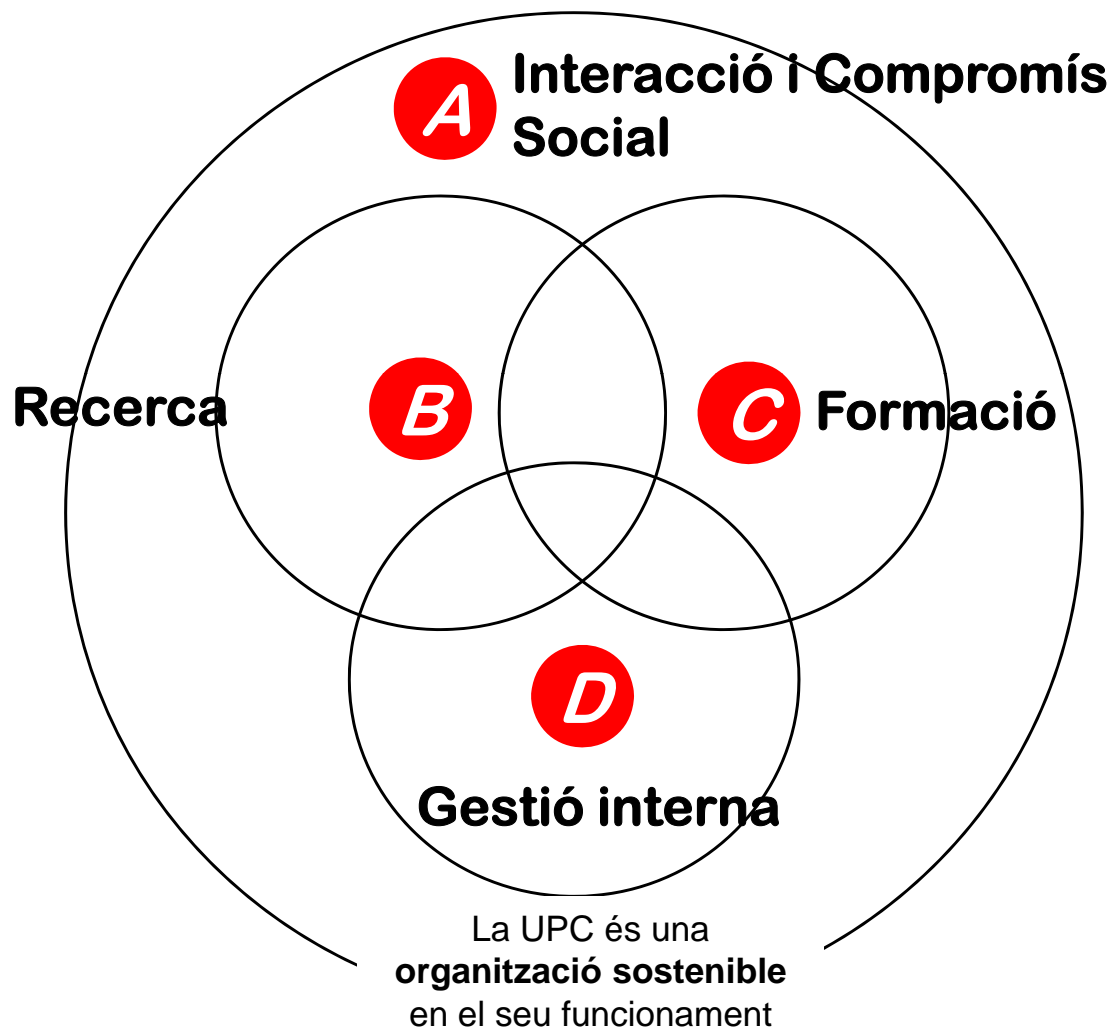 A
Interacció i Compromís
Social
Recerca
B
C
Formació
D
Gestió interna
La UPC és una
organització sostenible
en el seu funcionament